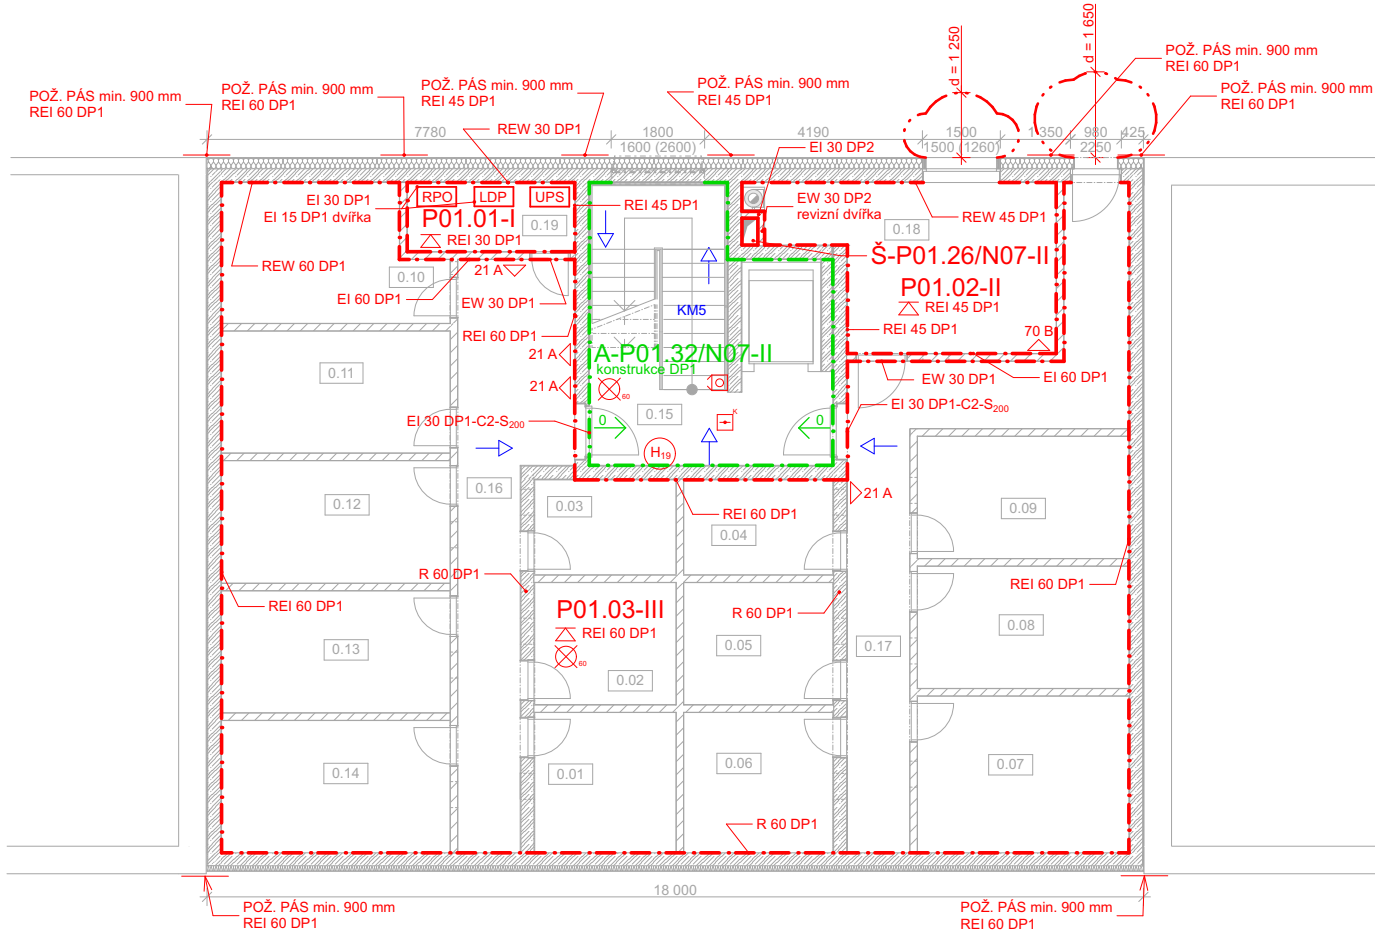 d = 1 250
d = 1 650
POŽ. PÁS min. 900 mm
REI 60 DP1
POŽ. PÁS min. 900 mm
REI 60 DP1
POŽ. PÁS min. 900 mm
REI 60 DP1
POŽ. PÁS min. 900 mm
REI 45 DP1
POŽ. PÁS min. 900 mm
REI 45 DP1
POŽ. PÁS min. 900 mm
REI 60 DP1
7780
REW 30 DP1
1800
1600 (2600)
4190
1500
1500 (1260)
1350
980
2250
425
EI 30 DP2
EI 30 DP1
EI 15 DP1 dvířka
RPO
LDP
UPS
P01.01-I
REI 30 DP1
0.19
REI 45 DP1
EW 30 DP2
revizní dvířka
0.18
REW 45 DP1
Š-P01.26/N07-II
P01.02-II
REI 45 DP1
REW 60 DP1
0.10
21 A
EI 60 DP1
EW 30 DP1
REI 60 DP1
KM5
REI 45 DP1
70 B
21 A
A-P01.32/N07-II
konstrukce DP1
EW 30 DP1
EI 60 DP1
0.11
21 A
60
K
EI 30 DP1-C2-S200
0
0.15
0
EI 30 DP1-C2-S200
H19
0.16
21 A
0.12
0.03
0.04
REI 60 DP1
0.09
R 60 DP1
REI 60 DP1
REI 60 DP1
P01.03-III
REI 60 DP1
60
R 60 DP1
0.13
0.02
0.05
0.17
0.08
0.14
0.01
0.06
0.07
R 60 DP1
18 000
POŽ. PÁS min. 900 mm
REI 60 DP1
POŽ. PÁS min. 900 mm
REI 60 DP1